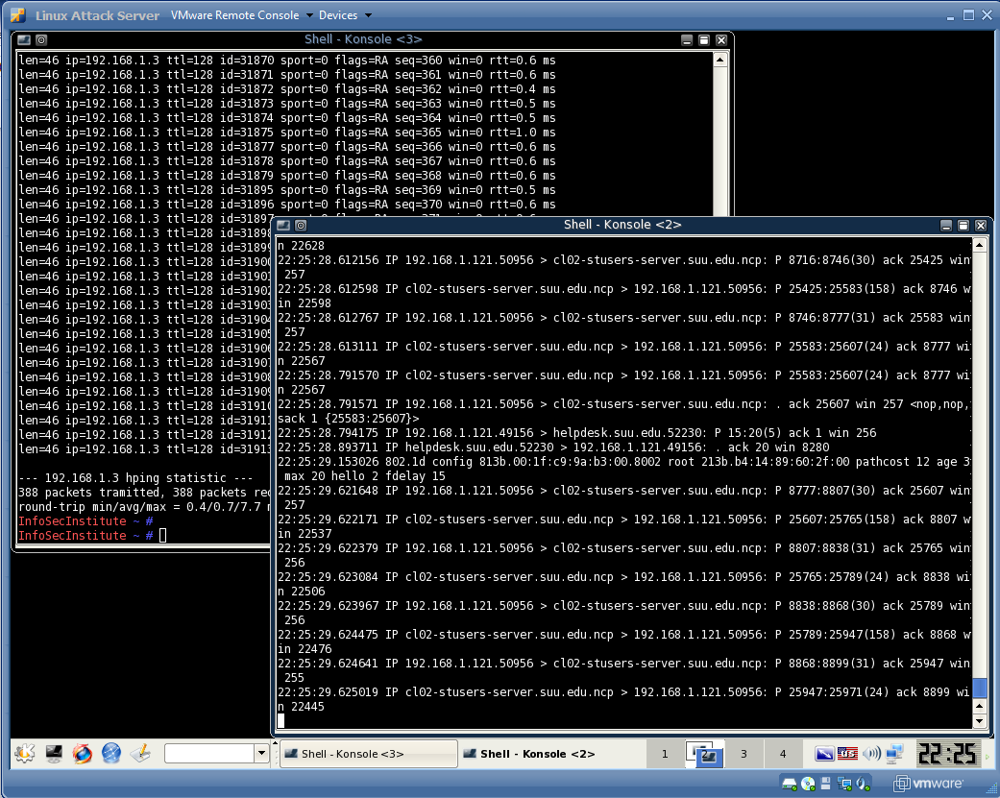 Linux Attack Server VMware Remote Console Devices
Shell - Konsole <3>
len=46 ip=192.168.1.3 ttl=128 id=31870 sport=0 flags=RA seq=360 win=0 rtt=0.6 ms
len=46 ip=192.168.1.3 ttl=128 id=31871 sport=0 flags=RA seq=361 win=0 rtt=0.6 ms
len=46 ip=192.168.1.3 ttl=128 id=31872 sport=0 flags=RA seq=362 win=0 rtt=0.4 ms
len=46 ip=192.168.1.3 ttl=128 id=31873 sport=0 flags=RA seq=363 win=0 rtt=0.5 ms
len=46 ip=192.168.1.3 ttl=128 id=31874 sport=0 flags=RA seq=364 win=0 rtt=0.5 ms
len=46 ip=192.168.1.3 ttl=128 id=31875 sport=0 flags=RA seq=365 win=0 rtt=1.0 ms
len=46 ip=192.168.1.3 ttl=128 id=31877 sport=0 flags=RA seq=366 win=0 rtt=0.6 ms
len=46 ip=192.168.1.3 ttl=128 id=31878 sport=0 flags=RA seq=367 win=0 rtt=0.6 ms
len=46 ip=192.168.1.3 ttl=128 id=31879 sport=0 flags=RA seq=368 win=0 rtt=0.6 ms
len=46 ip=192.168.1.3 ttl=128 id=31895 sport=0 flags=RA seq=369 win=0 rtt=0.5 ms
len=46 ip=192.168.1.3 ttl=128 id=31896 sport=0 flags=RA seq=370 win=0 rtt=0.6 ms
len=46 ip=192.168.1.3 ttl=128 id=31897
len=46 ip=192.168.1.3 ttl=128 id=31898
len=46 ip=192.168.1.3 ttl=128 id=31899
len=46 ip=192.168.1.3 ttl=128 id=31900
len=46 ip=192.168.1.3 ttl=128 id=31901
len=46 ip=192.168.1.3 ttl=128 id=31902
len=46 ip=192.168.1.3 ttl=128 id=31903
len=46 ip=192.168.1.3 ttl=128 id=31904
len=46 ip=192.168.1.3 ttl=128 id=31905
len=46 ip=192.168.1.3 ttl=128 id=31906
len=46 ip=192.168.1.3 ttl=128 id=31907
len=46 ip=192.168.1.3 ttl=128 id=31908
len=46 ip=192.168.1.3 ttl=128 id=31909
len=46 ip=192.168.1.3 ttl=128 id=31910
len=46 ip=192.168.1.3 ttl=128 id=31911
len=46 ip=192.168.1.3 ttl=128 id=31912
len=46 ip=192.168.1.3 ttl=128 id=31913
--- 192.168.1.3 hping statistic ---
388 packets tramitted, 388 packets rec
round-trip min/avg/max = 0.4/0.7/7.7
InfoSecInstitute ~ #
InfoSecInstitute ~ #
Shell - Konsole <2>
n 22628
22:25:28.612156 IP 192.168.1.121.50956 > cl02-stusers-server.suu.edu.ncp: P 8716:8746(30) ack 25425 win
257
22:25:28.612598 IP cl02-stusers-server.suu.edu.ncp > 192.168.1.121.50956: P 25425:25583(158) ack 8746 w
in 22598
22:25:28.612767 IP 192.168.1.121.50956 > cl02-stusers-server.suu.edu.ncp: P 8746:8777(31) ack 25583 win
257
22:25:28.613111 IP cl02-stusers-server.suu.edu.ncp > 192.168.1.121.50956: P 25583:25607(24) ack 8777 wi
n 22567
22:25:28.791570 IP cl02-stusers-server.suu.edu.ncp > 192.168.1.121.50956: P 25583:25607(24) ack 8777 wi
n 22567
22:25:28.791571 IP 192.168.1.121.50956 > cl02-stusers-server.suu.edu.ncp: . ack 25607 win 257 <nop,nop,
sack 1 {25583:25607}>
22:25:28.794175 IP 192.168.1.121.49156 > helpdesk.suu.edu.52230: P 15:20(5) ack 1 win 256
22:25:28.893711 IP helpdesk.suu.edu.52230 > 192.168.1.121.49156: . ack 20 win 8280
22:25:29.153026 802.1d config 813b.00:1f:c9:9a:b3:00.8002 root 213b.b4:14:89:60:2f:00 pathcost 12 age 3
max 20 hello 2 fdelay 15
22:25:29.621648 IP 192.168.1.121.50956 > cl02-stusers-server.suu.edu.ncp: P 8777:8807(30) ack 25607 win
257
22:25:29.622171 IP cl02-stusers-server.suu.edu.ncp > 192.168.1.121.50956: P 25607:25765(158) ack 8807 w
in 22537
22:25:29.622379 IP 192.168.1.121.50956 > cl02-stusers-server.suu.edu.ncp: P 8807:8838(31) ack 25765 win
256
22:25:29.623084 IP cl02-stusers-server.suu.edu.ncp > 192.168.1.121.50956: P 25765:25789(24) ack 8838 wi
n 22506
22:25:29.623967 IP 192.168.1.121.50956 > cl02-stusers-server.suu.edu.ncp: P 8838:8868(30) ack 25789 win
256
22:25:29.624475 IP cl02-stusers-server.suu.edu.ncp > 192.168.1.121.50956: P 25789:25947(158) ack 8868 w
in 22476
22:25:29.624641 IP 192.168.1.121.50956 > cl02-stusers-server.suu.edu.ncp: P 8868:8899(31) ack 25947 win
255
22:25:29.625019 IP cl02-stusers-server.suu.edu.ncp > 192.168.1.121.50956: P 25947:25971(24) ack 8899 wi
n 22445
Shell - Konsole <3> Shell - Konsole <2> 1 3 4 22:25
vmware